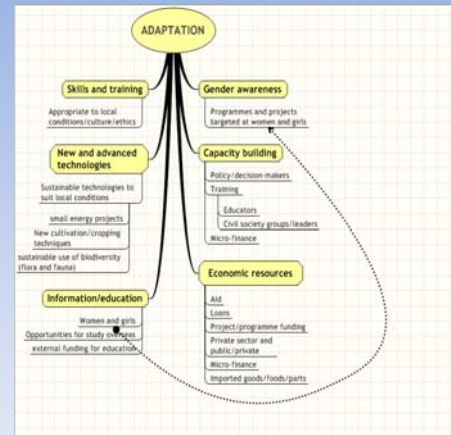 ADAPTATION
Skills and training
Appropriate to local
conditions/culture/ethics
New and advanced
technologies
Sustainable technologies to
suit local conditions
small energy projects
New cultivation/cropping
techniques
sustainable use of biodiversity
(flora and fauna)
Information/education
Women and girls
Opportunities for study overseas
external funding for education
Gender awareness
Programmes and projects
targeted at women and girls
Capacity building
Policy/decision-makers
Training
Educators
Civil society groups/leaders
Micro-finance
Economic resources
Aid
Loans
Project/programme funding
Private sector and
public/private
Micro-finance
Imported goods/foods/parts